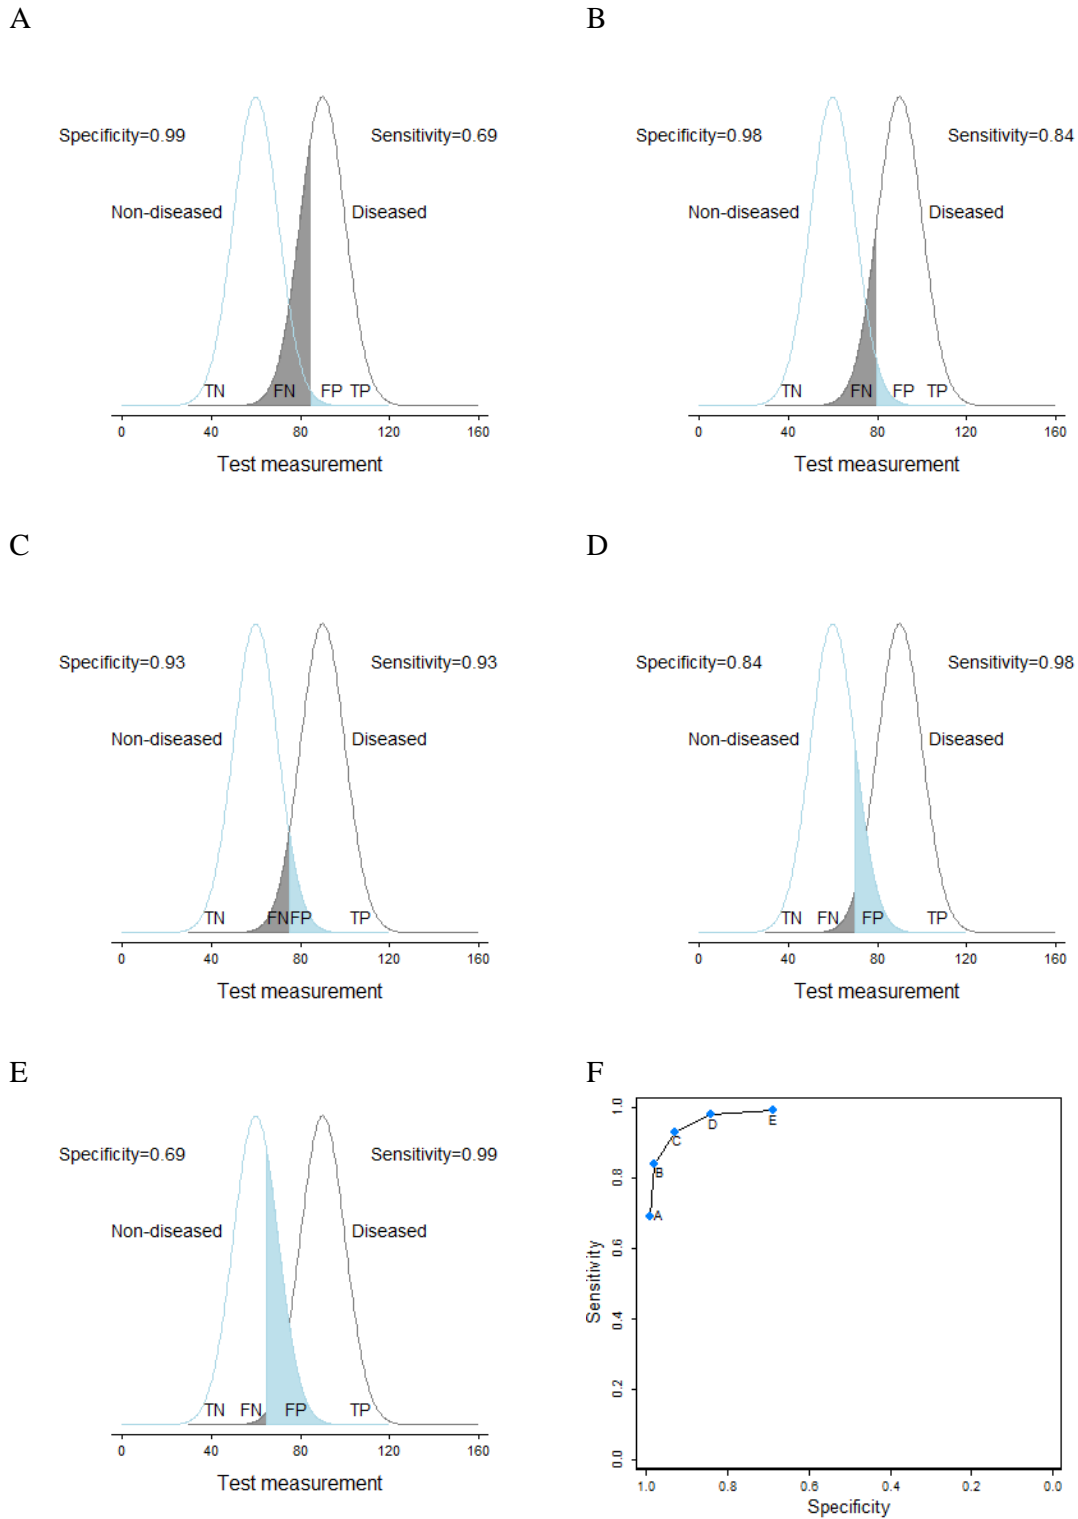 A
Specificity=0.99 Sensitivity=0.69
Non-diseased Diseased
TN FN FP TP
0 40 80 120 160
Test measurement
B
Specificity=0.98 Sensitivity=0.84
Non-diseased Diseased
TN FN FP TP
0 40 80 120 160
Test measurement
C
Specificity=0.93 Sensitivity=0.93
Non-diseased Diseased
TN FN FP TP
0 40 80 120 160
Test measurement
D
Specificity=0.84 Sensitivity=0.98
Non-diseased Diseased
TN FN FP TP
0 40 80 120 160
Test measurement
E
Specificity=0.69 Sensitivity=0.99
Non-diseased Diseased
TN FN FP TP
0 40 80 120 160
Test measurement
F
Sensitivity
1.0
0.8
0.6
0.4
0.2
0.0
A
B
C
D
E
1.0 0.8 0.6 0.4 0.2 0.0
Specificity